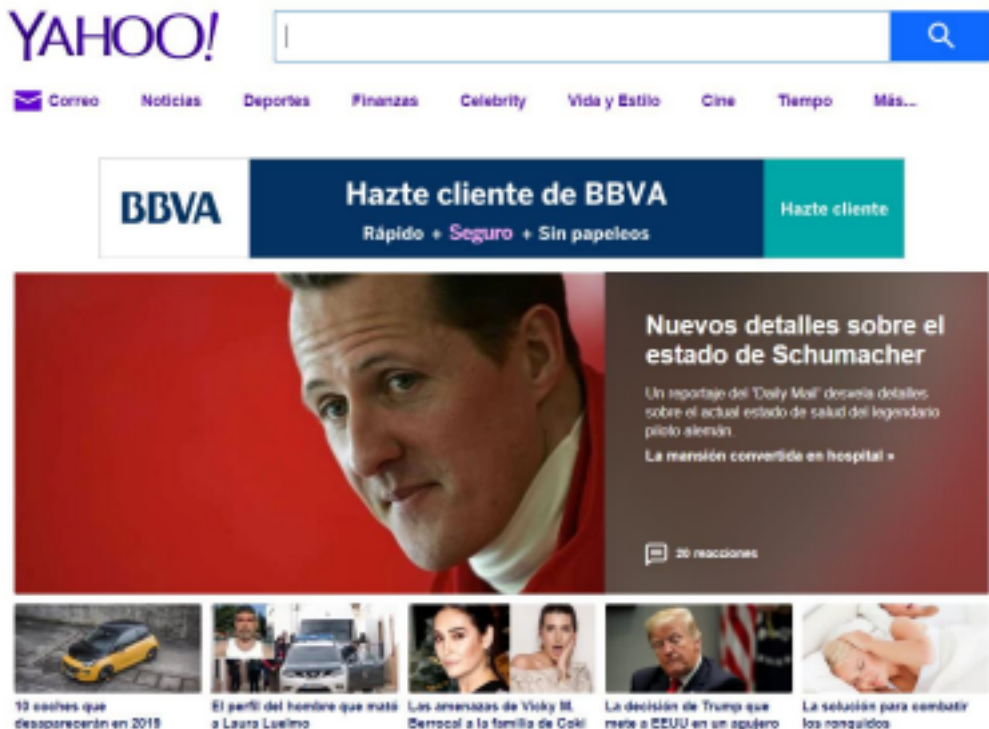 YAHOO!
Correo Noticias Deportes Finanzas Celebrity Vida y Estilo Cine Tiempo Más...
BBVA
Hazte cliente de BBVA
Rápido + Seguro + Sin papeleos
Hazte cliente
Nuevos detalles sobre el
estado de Schumacher
Un reportaje del 'Daily Mail' desvela detalles
sobre el actual estado de salud del legendario
piloto alemán.
La mansión convertida en hospital »
20 reacciones
10 coches que
desaparecerán en 2019
El perfil del hombre que mató
a Laura Luelmo
Las amenazas de Vicky M.
Berrocal a la familia de Coki
La decisión de Trump que
mete a EEUU en un agujero
La solución para combatir
los ronquidos